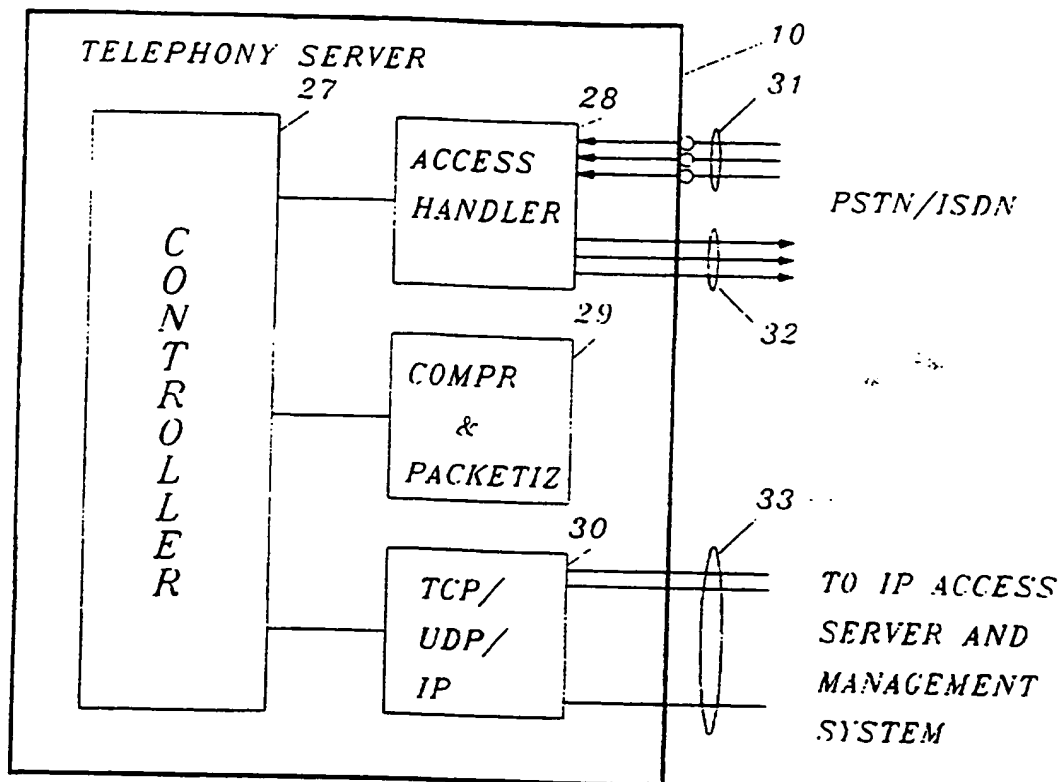 TELEPHONY SERVER
10
27
28
31
ACCESS
HANDLER
PSTN/ISDN
32
CONTROLLER
29
COMPR
&
PACKETIZ
33
30
TCP/
UDP/
IP
TO IP ACCESS
SERVER AND
MANAGEMENT
SYSTEM